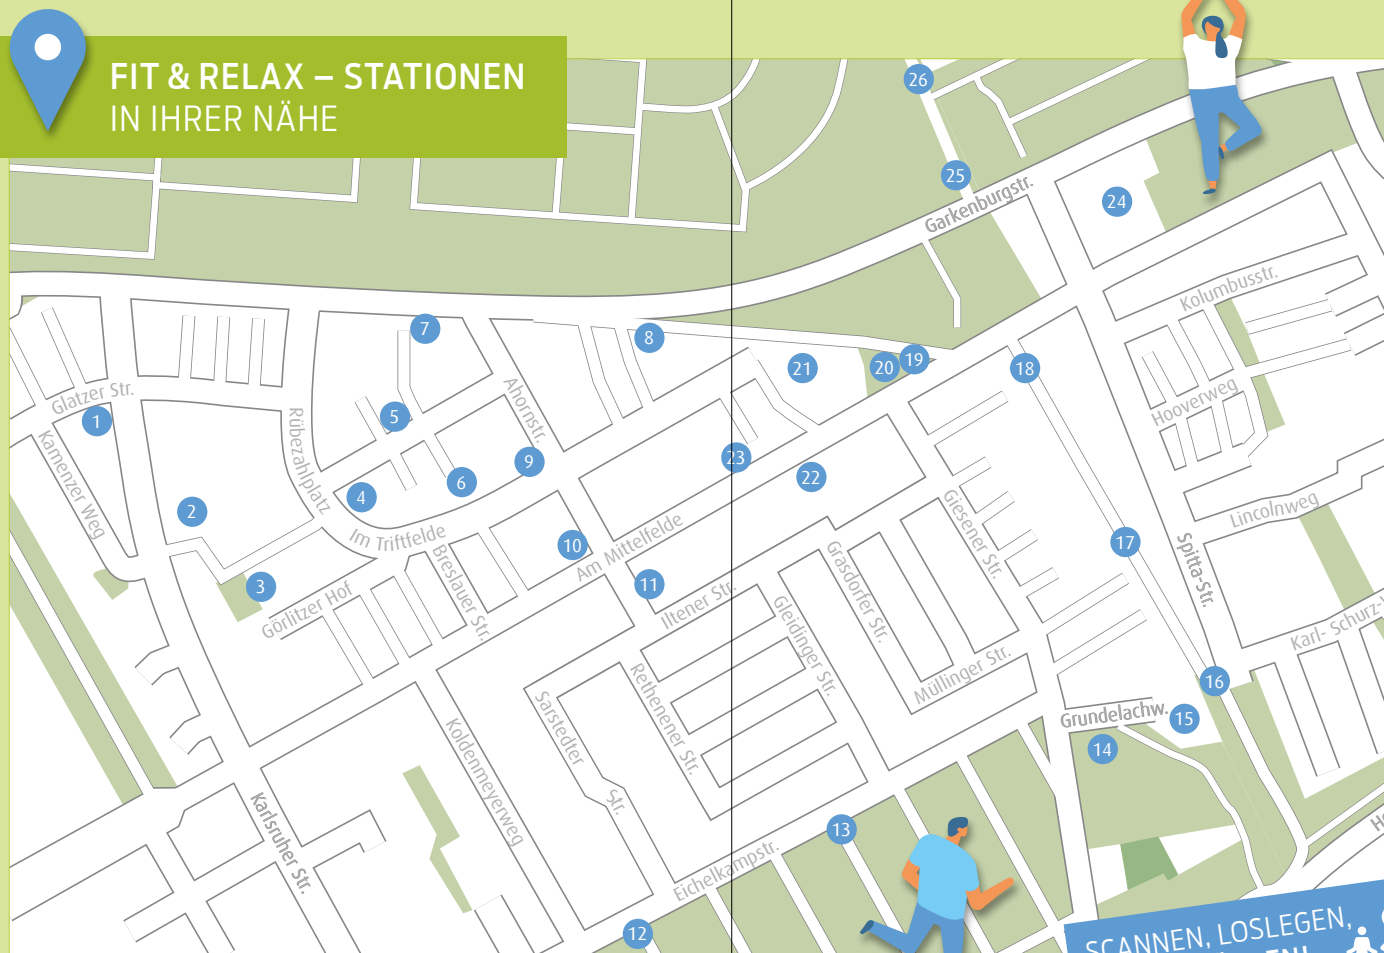 FIT & RELAX – STATIONEN
IN IHRER NÄHE
26
25
24
Garkenburgstr.
Kolumbusstr.
7
8
21
20
19
18
Glatzer Str.
1
Kamenzer Weg
Rübezahlplatz
5
Ahornstr.
9
6
4
23
22
Hooverweg
2
Im Triftfelde
10
Am Mittelfelde
Giesener Str.
Lincolnweg
17
Spitta-Str.
3
Görlitzer Hof
Breslauer Str.
11
Iltener Str.
Gleidinger Str.
Grasdorfer Str.
Karl- Schurz-
Müllinger Str.
16
Rethenener Str.
Sarstedter
Str.
Koldenmeyerweg
Grundelachw.
15
14
Karlsruher Str.
13
Eichelkampstr.
12
SCANNEN, LOSLEGEN,